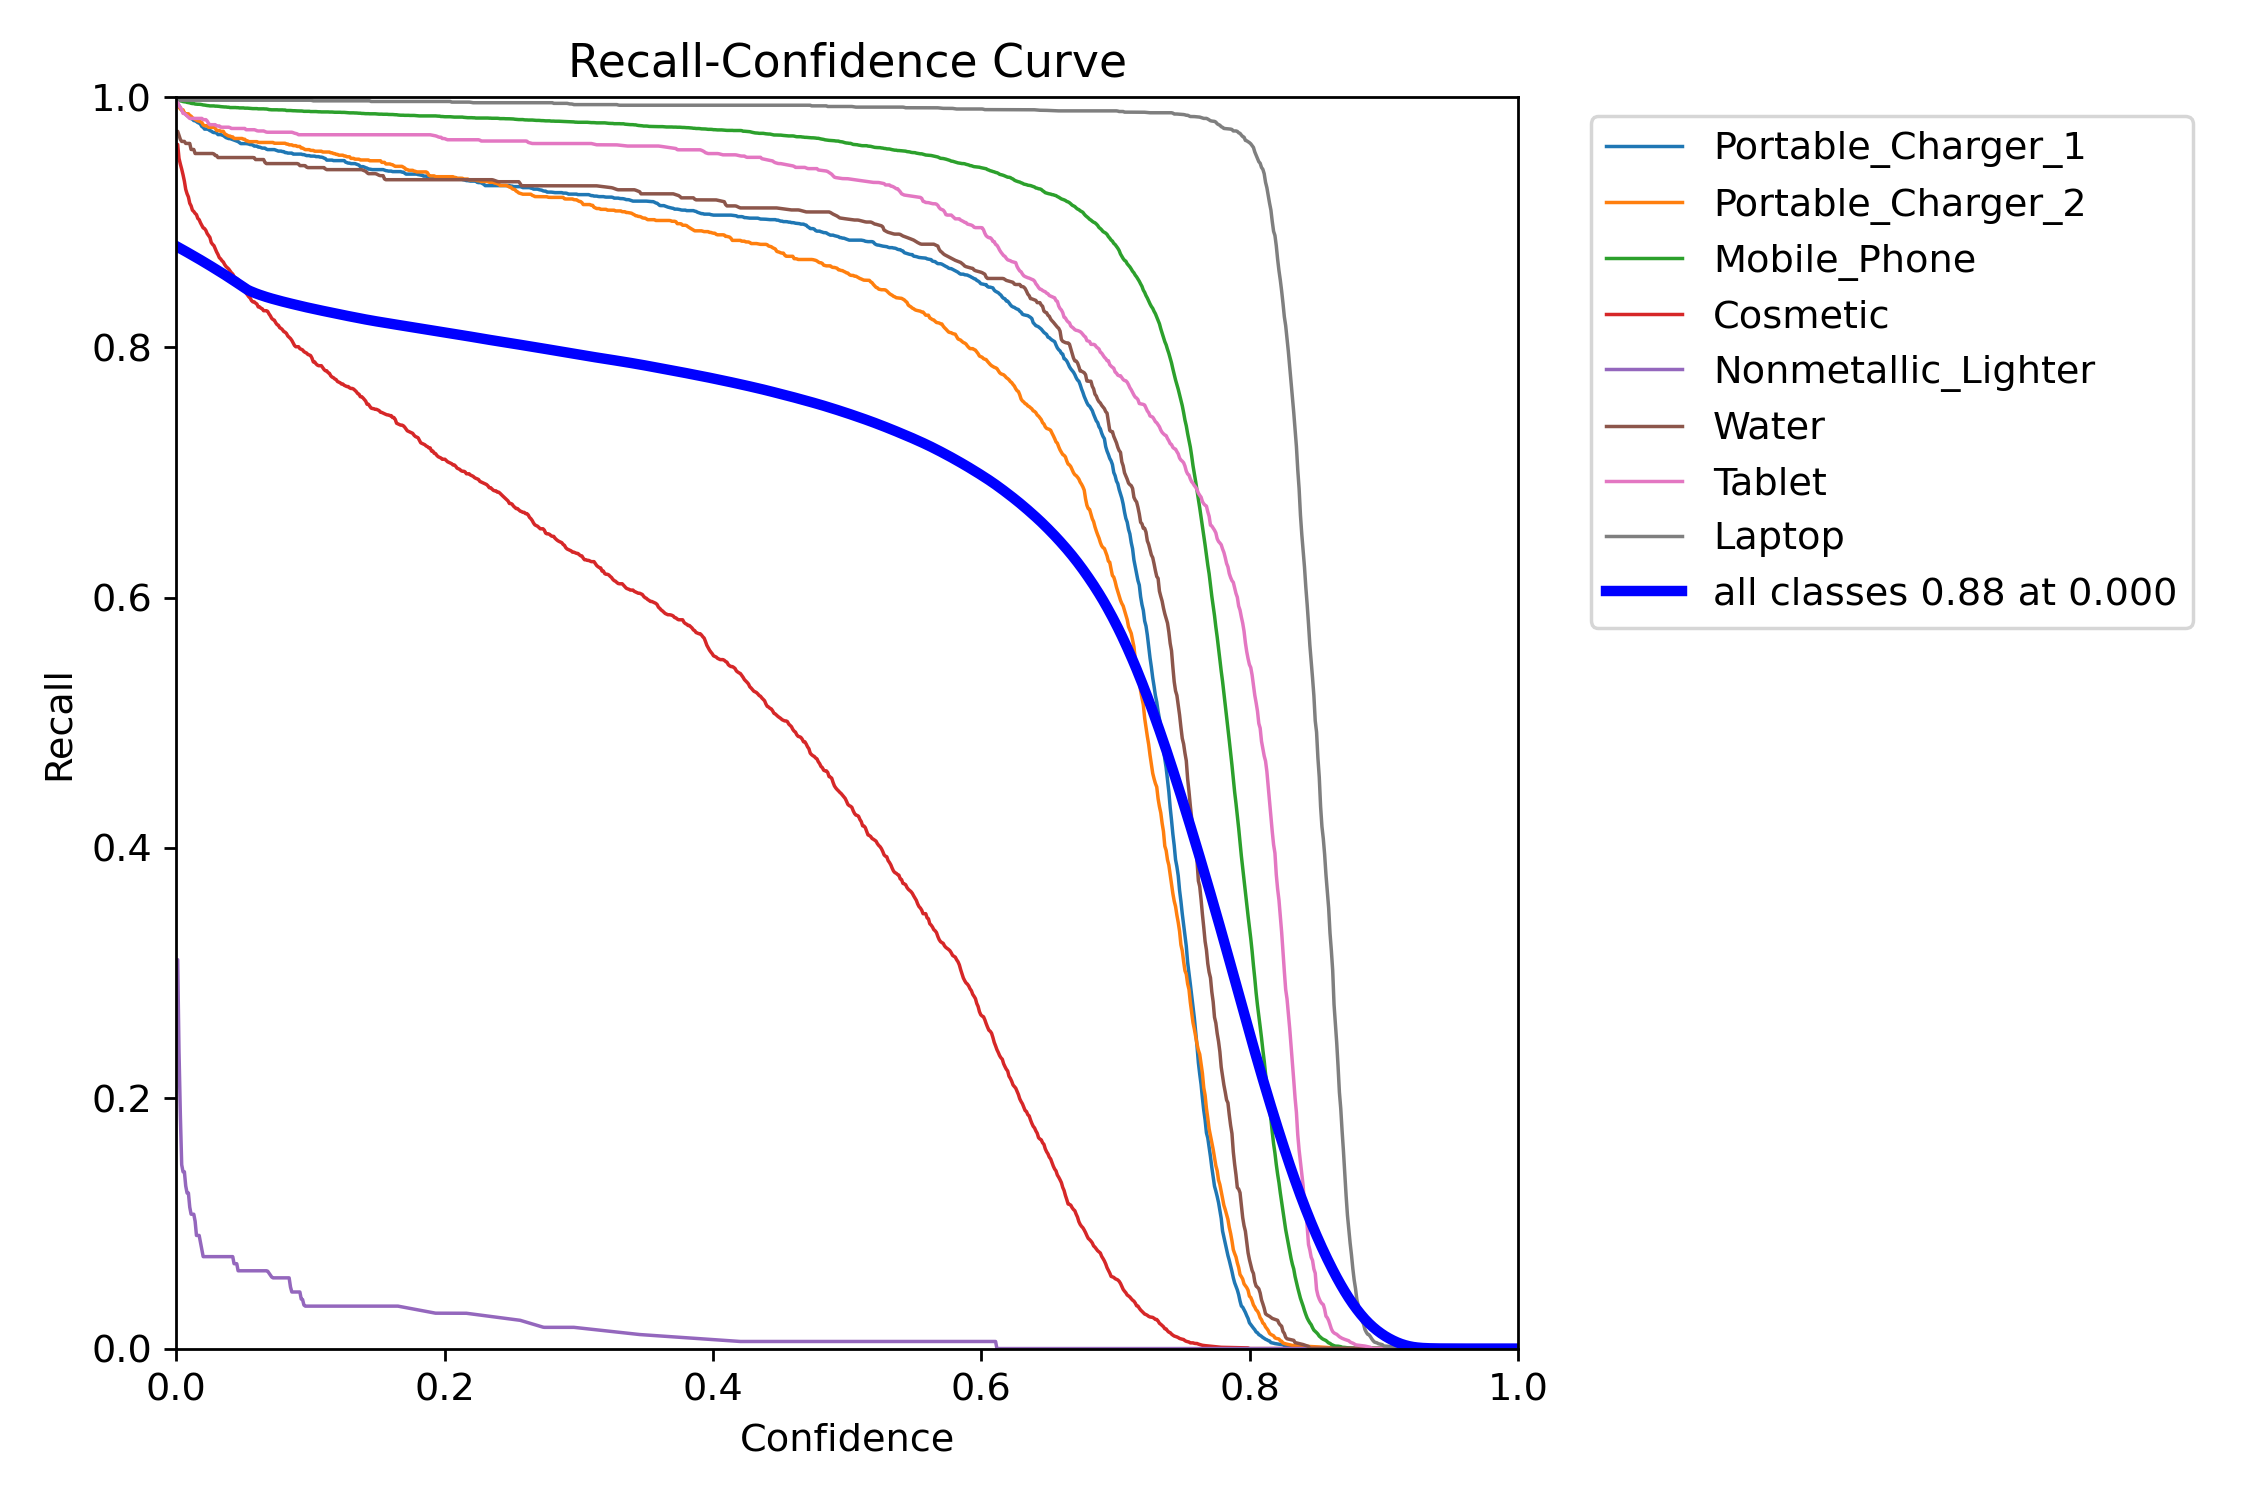 Recall-Confidence Curve
1.0
0.8
0.6
0.4
0.2
0.0
Recall
0.0 0.2 0.4 0.6 0.8 1.0
Confidence
Portable_Charger_1
Portable_Charger_2
Mobile_Phone
Cosmetic
Nonmetallic_Lighter
Water
Tablet
Laptop
all classes 0.88 at 0.000